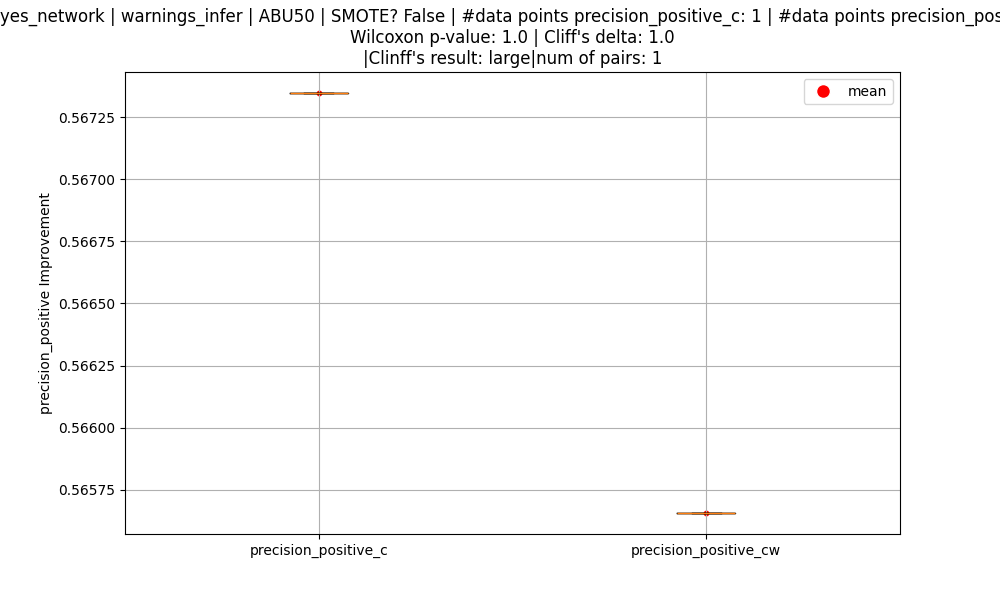 yes_network | warnings_infer | ABU50 | SMOTE? False | #data points precision_positive_c: 1 | #data points precision_pos
Wilcoxon p-value: 1.0 | Cliff's delta: 1.0
|Clinff's result: large|num of pairs: 1
mean
0.56725
0.56700
0.56675
0.56650
0.56625
0.56600
0.56575
precision_positive Improvement
precision_positive_c
precision_positive_cw